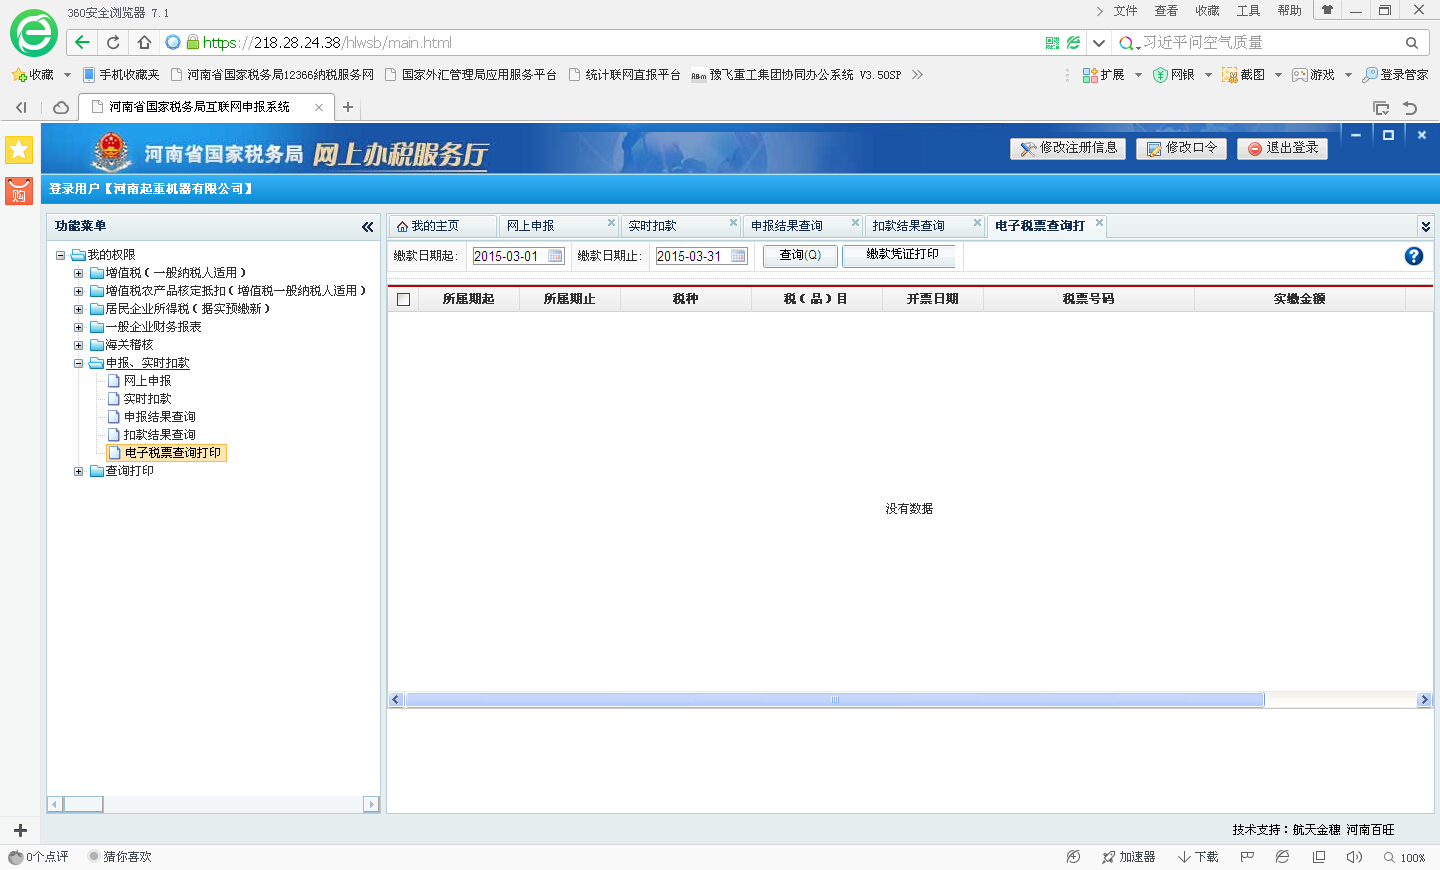 360安全浏览器 7.1
文件 查看 收藏 工具 帮助
https://218.28.24.38/hlwsb/main.html
习近平问空气质量
收藏 手机收藏夹 河南省国家税务局12366纳税服务网 国家外汇管理局应用服务平台 统计联网直报平台 豫飞重工集团协同办公系统 V3.50SP
扩展 网银 截图 游戏 登录管家
河南省国家税务局互联网申报系统
购
河南省国家税务局 网上办税服务厅
修改注册信息 修改口令 退出登录
登录用户【河南起重机器有限公司】
功能菜单
我的权限
增值税(一般纳税人适用)
增值税农产品核定抵扣(增值税一般纳税人适用)
居民企业所得税(据实预缴新)
一般企业财务报表
海关稽核
申报、实时扣款
网上申报
实时扣款
申报结果查询
扣款结果查询
电子税票查询打印
查询打印
我的主页 网上申报 实时扣款 申报结果查询 扣款结果查询 电子税票查询打
缴款日期起: 2015-03-01 缴款日期止: 2015-03-31 查询(Q) 缴款凭证打印
所属期起 所属期止 税种 税(品)目 开票日期 税票号码 实缴金额
没有数据
技术支持:航天金穗 河南百旺
0个点评 猜你喜欢
加速器 下载 100%